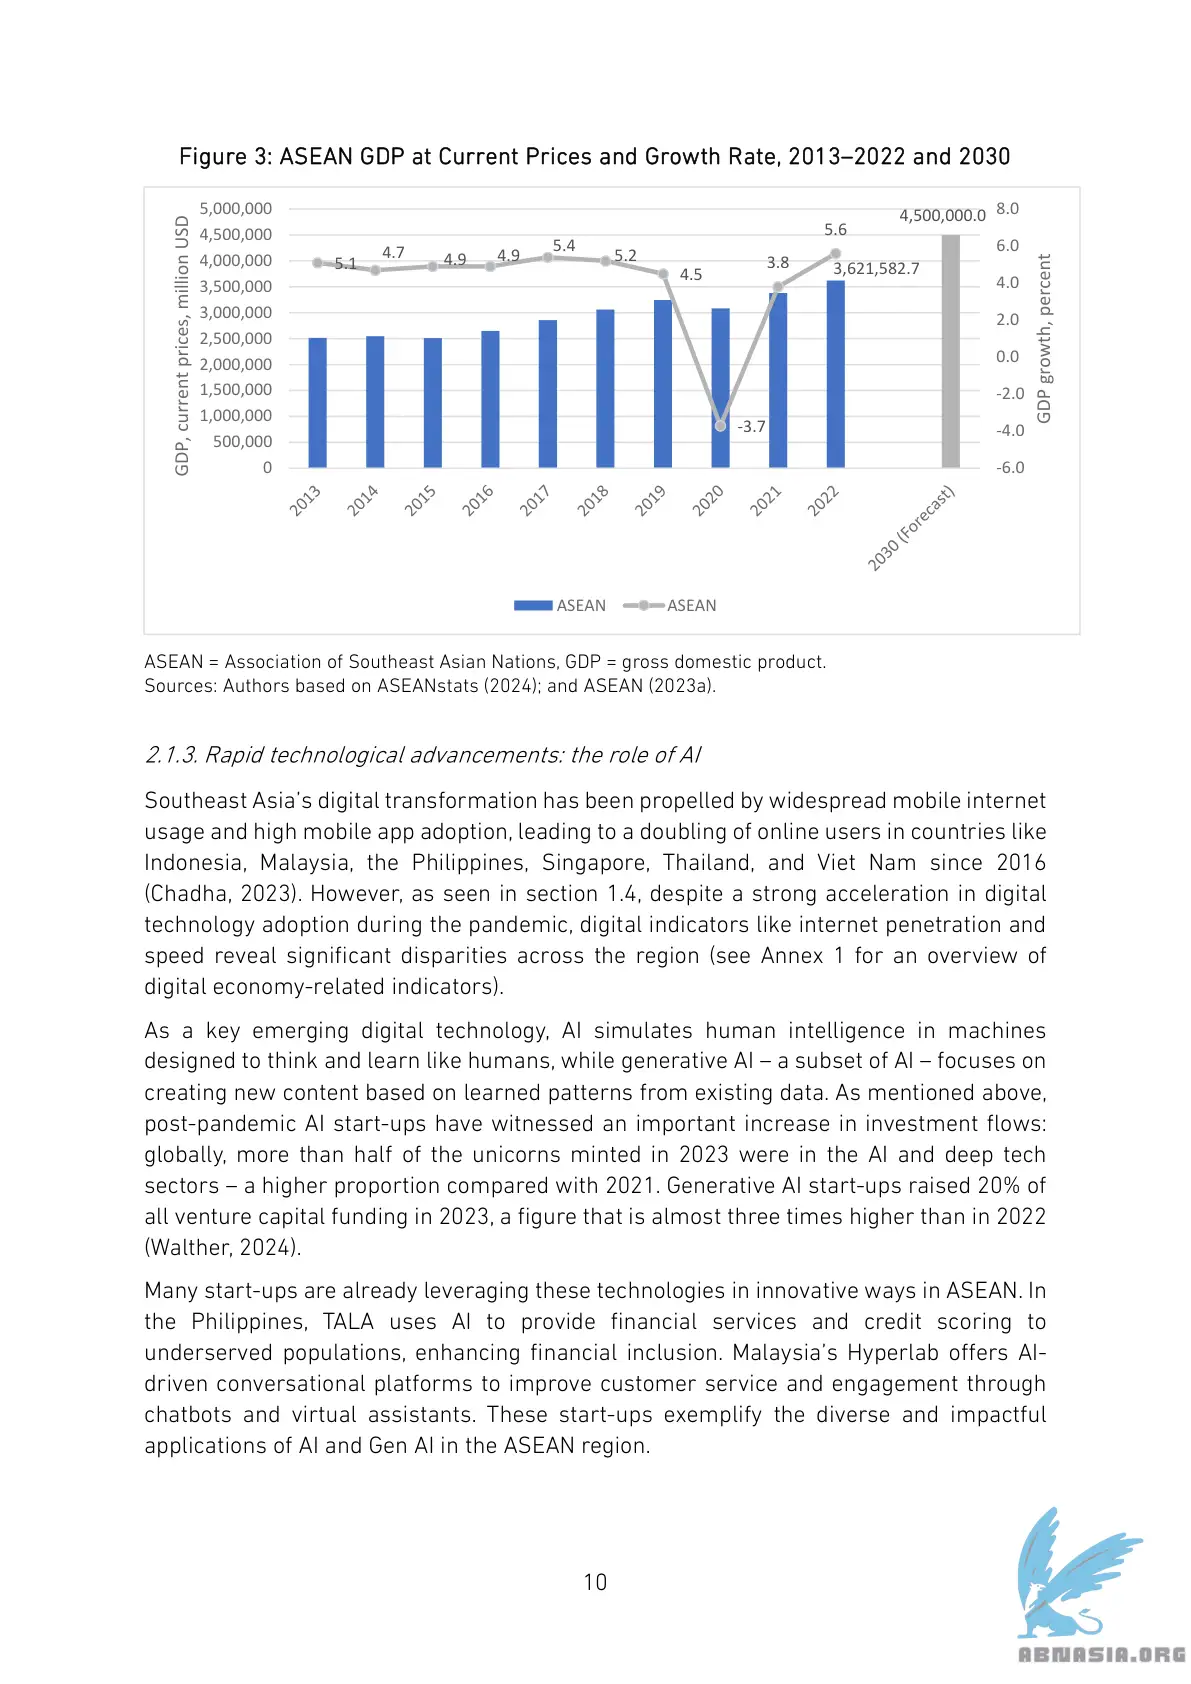 Figure 3: ASEAN GDP at Current Prices and Growth Rate, 2013–2022 and 2030
GDP, current prices, million USD
5,000,000
4,500,000
4,000,000
3,500,000
3,000,000
2,500,000
2,000,000
1,500,000
1,000,000
500,000
0
5.1
4.7
4.9
4.9
5.4
5.2
4.5
-3.7
3.8
5.6
3,621,582.7
4,500,000.0
8.0
6.0
4.0
2.0
0.0
-2.0
-4.0
-6.0
GDP growth, percent
2013
2014
2015
2016
2017
2018
2019
2020
2021
2022
2030 (Forecast)
ASEAN
ASEAN
ASEAN = Association of Southeast Asian Nations, GDP = gross domestic product.
Sources: Authors based on ASEANstats (2024); and ASEAN (2023a).
2.1.3. Rapid technological advancements: the role of AI
Southeast Asia’s digital transformation has been propelled by widespread mobile internet
usage and high mobile app adoption, leading to a doubling of online users in countries like
Indonesia, Malaysia, the Philippines, Singapore, Thailand, and Viet Nam since 2016
(Chadha, 2023). However, as seen in section 1.4, despite a strong acceleration in digital
technology adoption during the pandemic, digital indicators like internet penetration and
speed reveal significant disparities across the region (see Annex 1 for an overview of
digital economy-related indicators).
As a key emerging digital technology, AI simulates human intelligence in machines
designed to think and learn like humans, while generative AI – a subset of AI – focuses on
creating new content based on learned patterns from existing data. As mentioned above,
post-pandemic AI start-ups have witnessed an important increase in investment flows:
globally, more than half of the unicorns minted in 2023 were in the AI and deep tech
sectors – a higher proportion compared with 2021. Generative AI start-ups raised 20% of
all venture capital funding in 2023, a figure that is almost three times higher than in 2022
(Walther, 2024).
Many start-ups are already leveraging these technologies in innovative ways in ASEAN. In
the Philippines, TALA uses AI to provide financial services and credit scoring to
underserved populations, enhancing financial inclusion. Malaysia’s Hyperlab offers AI-
driven conversational platforms to improve customer service and engagement through
chatbots and virtual assistants. These start-ups exemplify the diverse and impactful
applications of AI and Gen AI in the ASEAN region.
10
ABNASIA.ORG